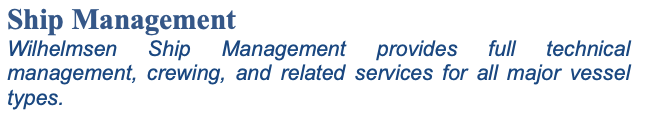 Ship Management
Wilhelmsen Ship Management provides full technical
management, crewing, and related services for all major vessel
types.